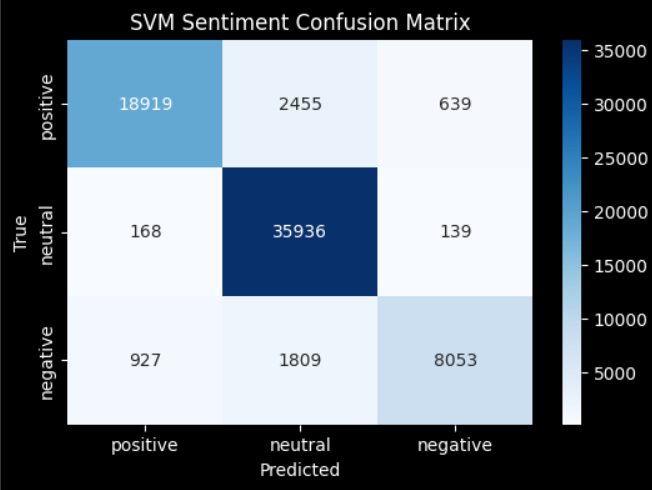 SVM Sentiment Confusion Matrix
True
positive
18919 2455 639
neutral
168 35936 139
negative
927 1809 8053
positive neutral negative
Predicted
35000
30000
25000
20000
15000
10000
5000